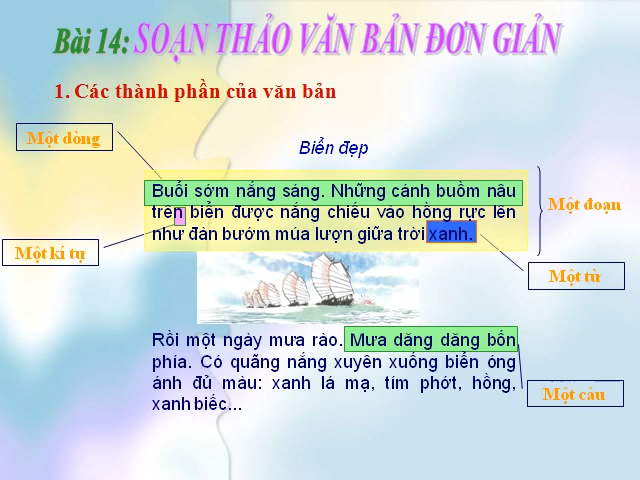 Bài 14: SOẠN THẢO VĂN BẢN ĐƠN GIẢN
1. Các thành phần của văn bản
Một dòng
Biển đẹp
Buổi sớm nắng sáng. Những cánh buồm nâu
trên biển được nắng chiếu vào hồng rực lên
như đàn bướm múa lượn giữa trời xanh.
Một đoạn
Một kí tự
Một từ
Rồi một ngày mưa rào. Mưa dăng dăng bốn
phía. Có quãng nắng xuyên xuống biển óng
ánh đủ màu: xanh lá mạ, tím phớt, hồng,
xanh biếc...
Một câu